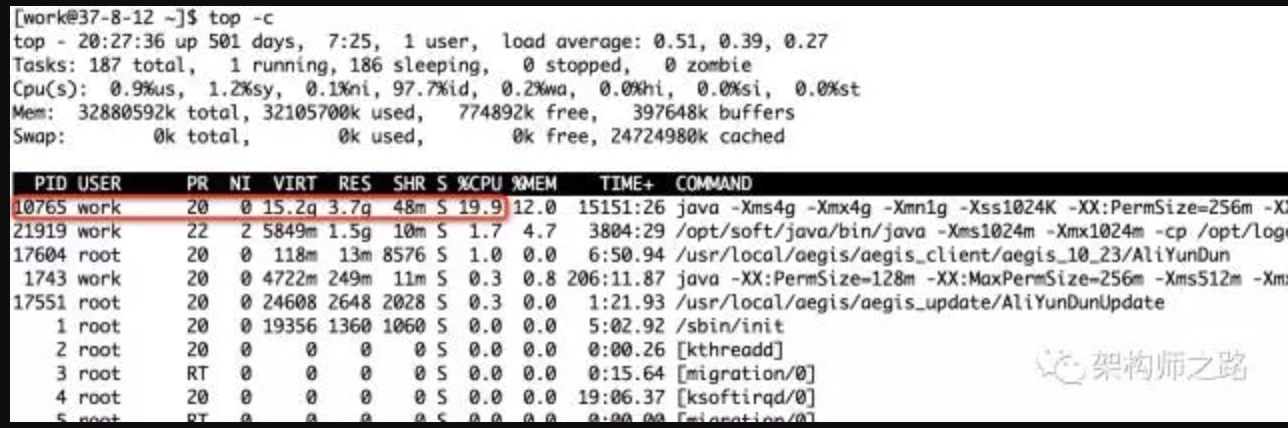 [work@37-8-12 ~]$ top -c
top - 20:27:36 up 501 days,  7:25,  1 user,  load average: 0.51, 0.39, 0.27
Tasks: 187 total,   1 running, 186 sleeping,   0 stopped,   0 zombie
Cpu(s):  0.9%us,  1.2%sy,  0.1%ni, 97.7%id,  0.2%wa,  0.0%hi,  0.0%si,  0.0%st
Mem:  32880592k total, 32105700k used,   774892k free,   397648k buffers
Swap:        0k total,        0k used,        0k free, 24724980k cached
PID USER      PR  NI  VIRT  RES  SHR S %CPU %MEM    TIME+  COMMAND
10765 work      20   0 15.2g 3.7g  48m S 19.9 12.0  15151:26 java -Xms4g -Xmx4g -Xmn1g -Xss1024K -XX:PermSize=256m -XX
21919 work      22   2 5849m 1.5g  10m S  1.7  4.7   3804:29 /opt/soft/java/bin/java -Xms1024m -Xmx1024m -cp /opt/log
17604 root      20   0  118m  13m 8576 S  1.0  0.0   6:50.94 /usr/local/aegis/aegis_client/aegis_10_23/AliYunDun
1743 work      20   0 4722m 249m  11m S  0.3  0.8 206:11.87 java -XX:PermSize=128m -XX:MaxPermSize=256m -Xms512m -Xm
17551 root      20   0 24608 2648 2028 S  0.3  0.0   1:21.93 /usr/local/aegis/aegis_update/AliYunDunUpdate
1 root      20   0 19356 1360 1060 S  0.0  0.0   5:02.92 /sbin/init
2 root      20   0     0    0    0 S  0.0  0.0   0:00.26 [kthreadd]
3 root      RT   0     0    0    0 S  0.0  0.0   0:15.64 [migration/0]
4 root      20   0     0    0    0 S  0.0  0.0  19:06.37 [ksoftirqd/0]
5 root      RT   0     0    0    0 S  0.0  0.0   0:00.00 [migration/0]
架构师之路